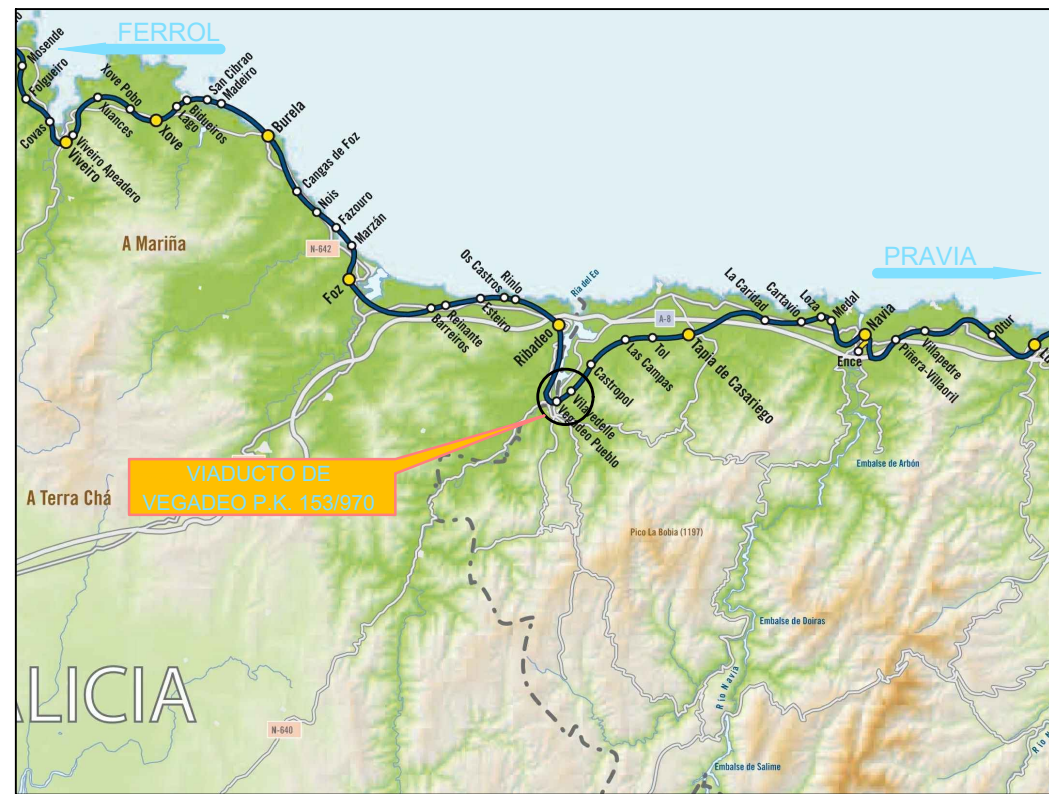 FERROL
Mosende
Folgueiro
Covas
Viveiro
Viveiro Apeadero
Xuances
Xove Pobo
Xove
Lago
Bidueiros
San Cibrao
Madeiro
Burela
Cangas de Foz
Nois
Fazouro
Marzán
A Mariña
N-642
Foz
Barreiros
Reinante
Esteiro
Os Castros
Rinlo
Ribadeo
Ría del Eo
PRAVIA
A-8
Vegadeo Pueblo
Vilavedelle
Castropol
Las Campas
Tol
Tapia de Casariego
La Caridad
Cartavio
Loza
Medal
Navia
Ence
Piñera-Villaoril
Villapedre
Otur
VIADUCTO DE
VEGADEO P.K. 153/970
A Terra Chá
Embalse de Arbón
Pico La Bobia (1197)
Embalse de Doiras
Río Navia
ALICIA
N-640
Embalse de Salime